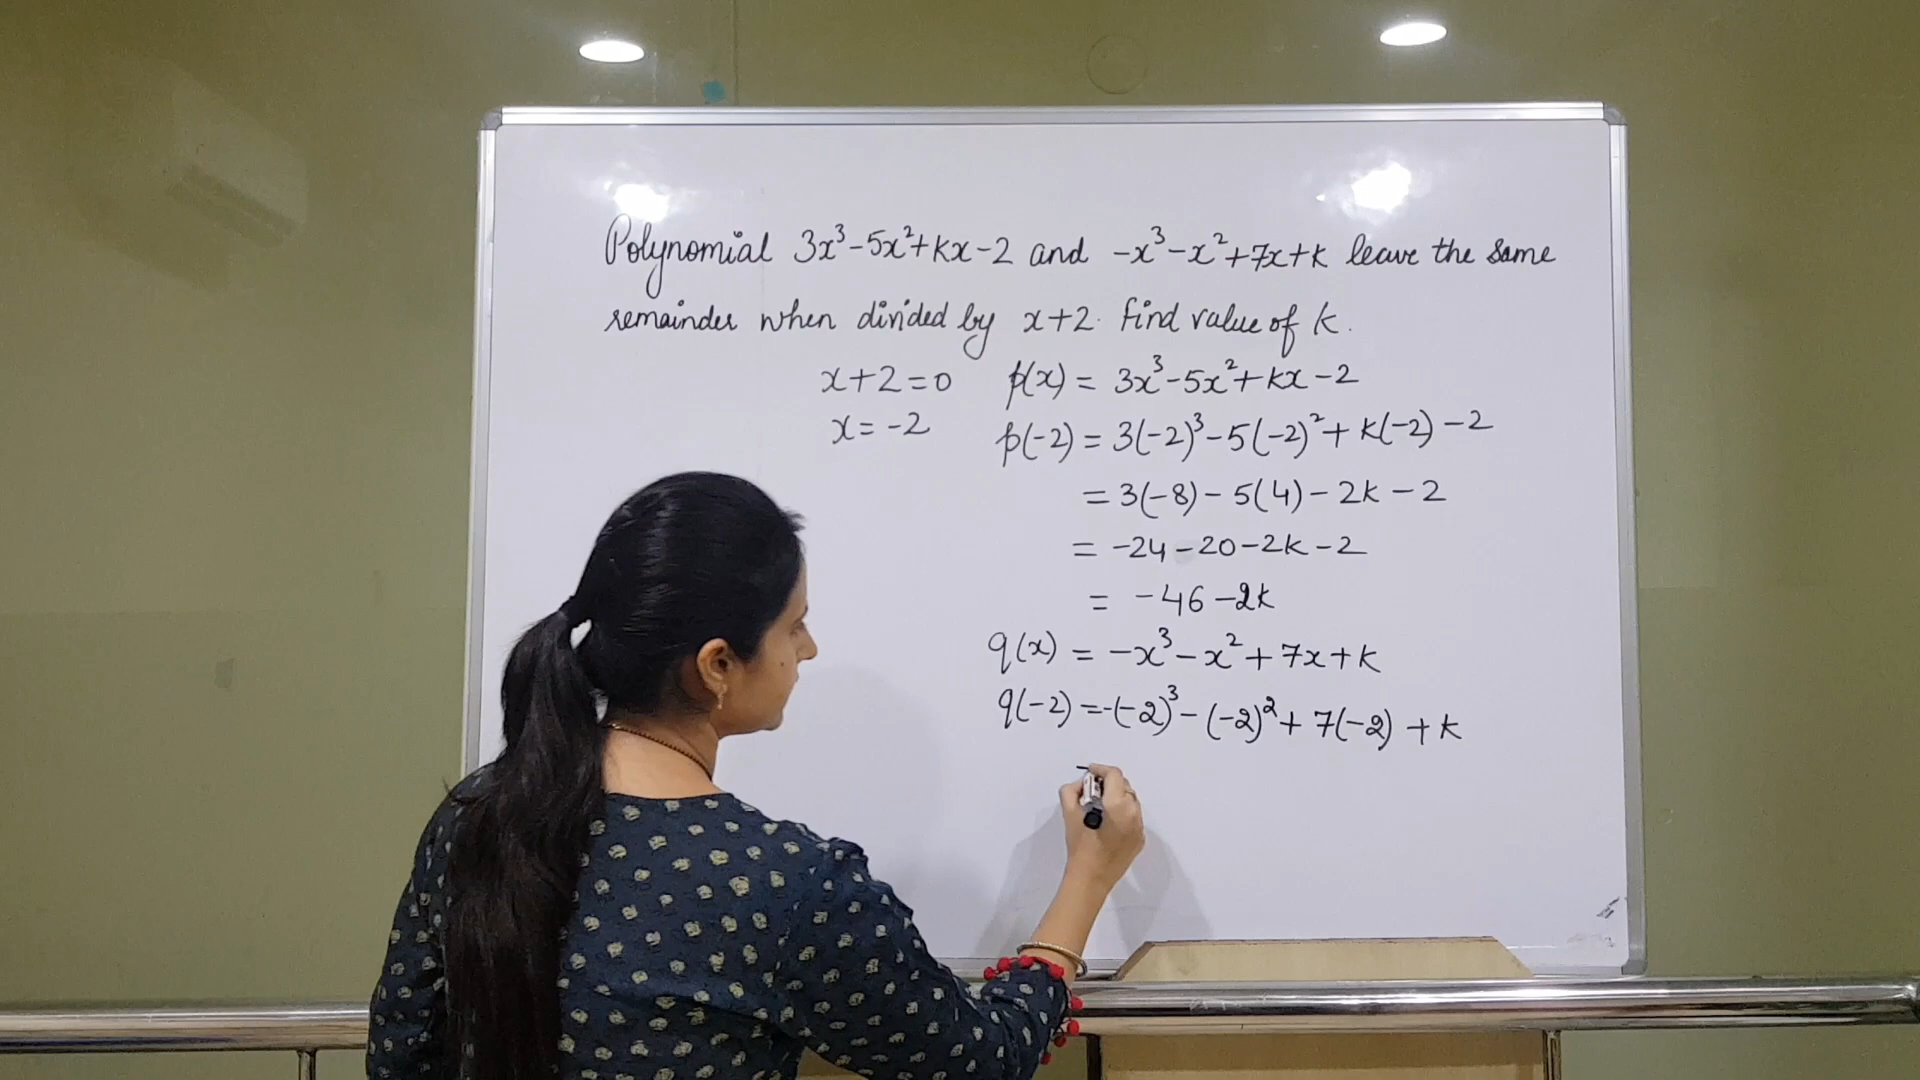 Polynomial 3x³-5x²+kx-2 and -x³-x²+7x+k leave the same
remainder when divided by x+2. find value of k.
x+2=0
x=-2
p(x) = 3x³-5x²+kx-2
p(-2) = 3(-2)³-5(-2)²+k(-2)-2
= 3(-8)-5(4)-2k-2
= -24-20-2k-2
= -46-2k
q(x) = -x³-x²+7x+k
q(-2) = -(-2)³-(-2)²+7(-2)+k